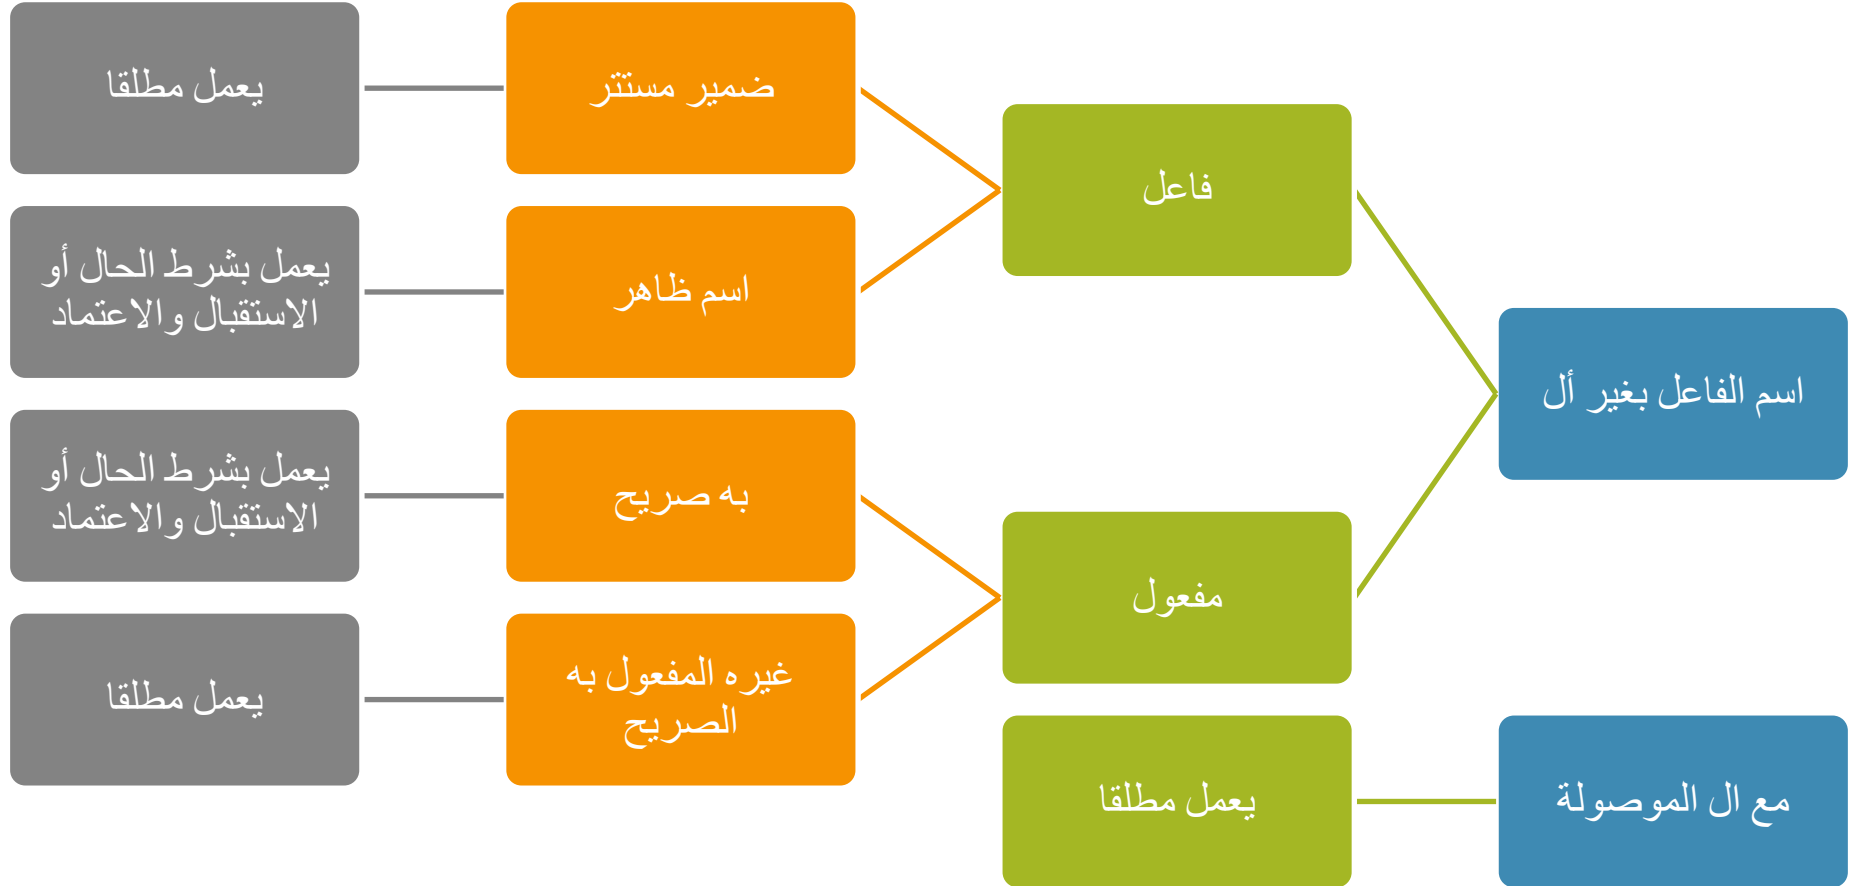 اسم الفاعل بغير أل
فاعل
ضمير مستتر
يعمل مطلقا
اسم ظاهر
يعمل بشرط الحال أو
الاستقبال والاعتماد
مفعول
به صريح
يعمل بشرط الحال أو
الاستقبال والاعتماد
غيره المفعول به
الصريح
يعمل مطلقا
مع ال الموصولة
يعمل مطلقا